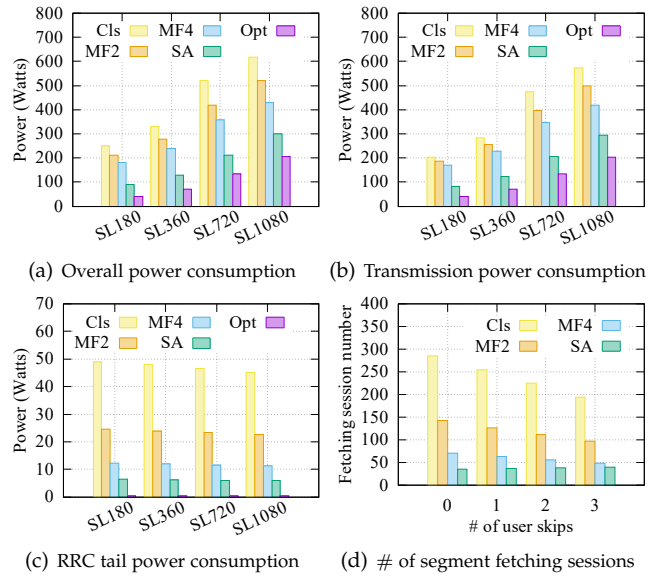 800
700
600
500
400
300
200
100
0
Power (Watts)
Cls MF4 Opt
MF2 SA
SL180 SL360 SL720 SL1080
(a) Overall power consumption
800
700
600
500
400
300
200
100
0
Power (Watts)
Cls MF4 Opt
MF2 SA
SL180 SL360 SL720 SL1080
(b) Transmission power consumption
70
60
50
40
30
20
10
0
Power (Watts)
Cls MF4 Opt
MF2 SA
SL180 SL360 SL720 SL1080
(c) RRC tail power consumption
400
350
300
250
200
150
100
50
0
Fetching session number
Cls MF4
MF2 SA
0 1 2 3
# of user skips
(d) # of segment fetching sessions